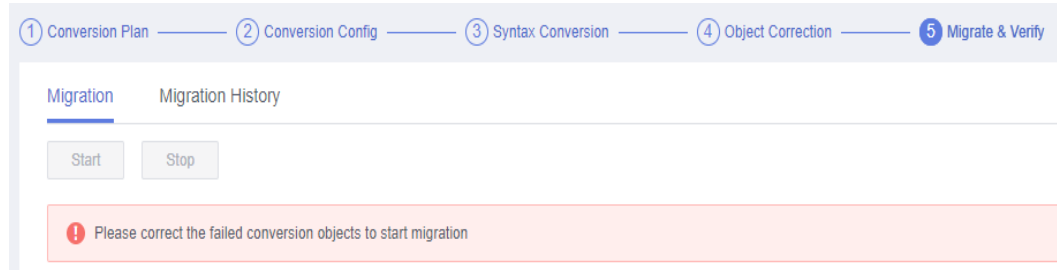 1 Conversion Plan 2 Conversion Config 3 Syntax Conversion 4 Object Correction 5 Migrate & Verify
Migration Migration History
Start Stop
Please correct the failed conversion objects to start migration